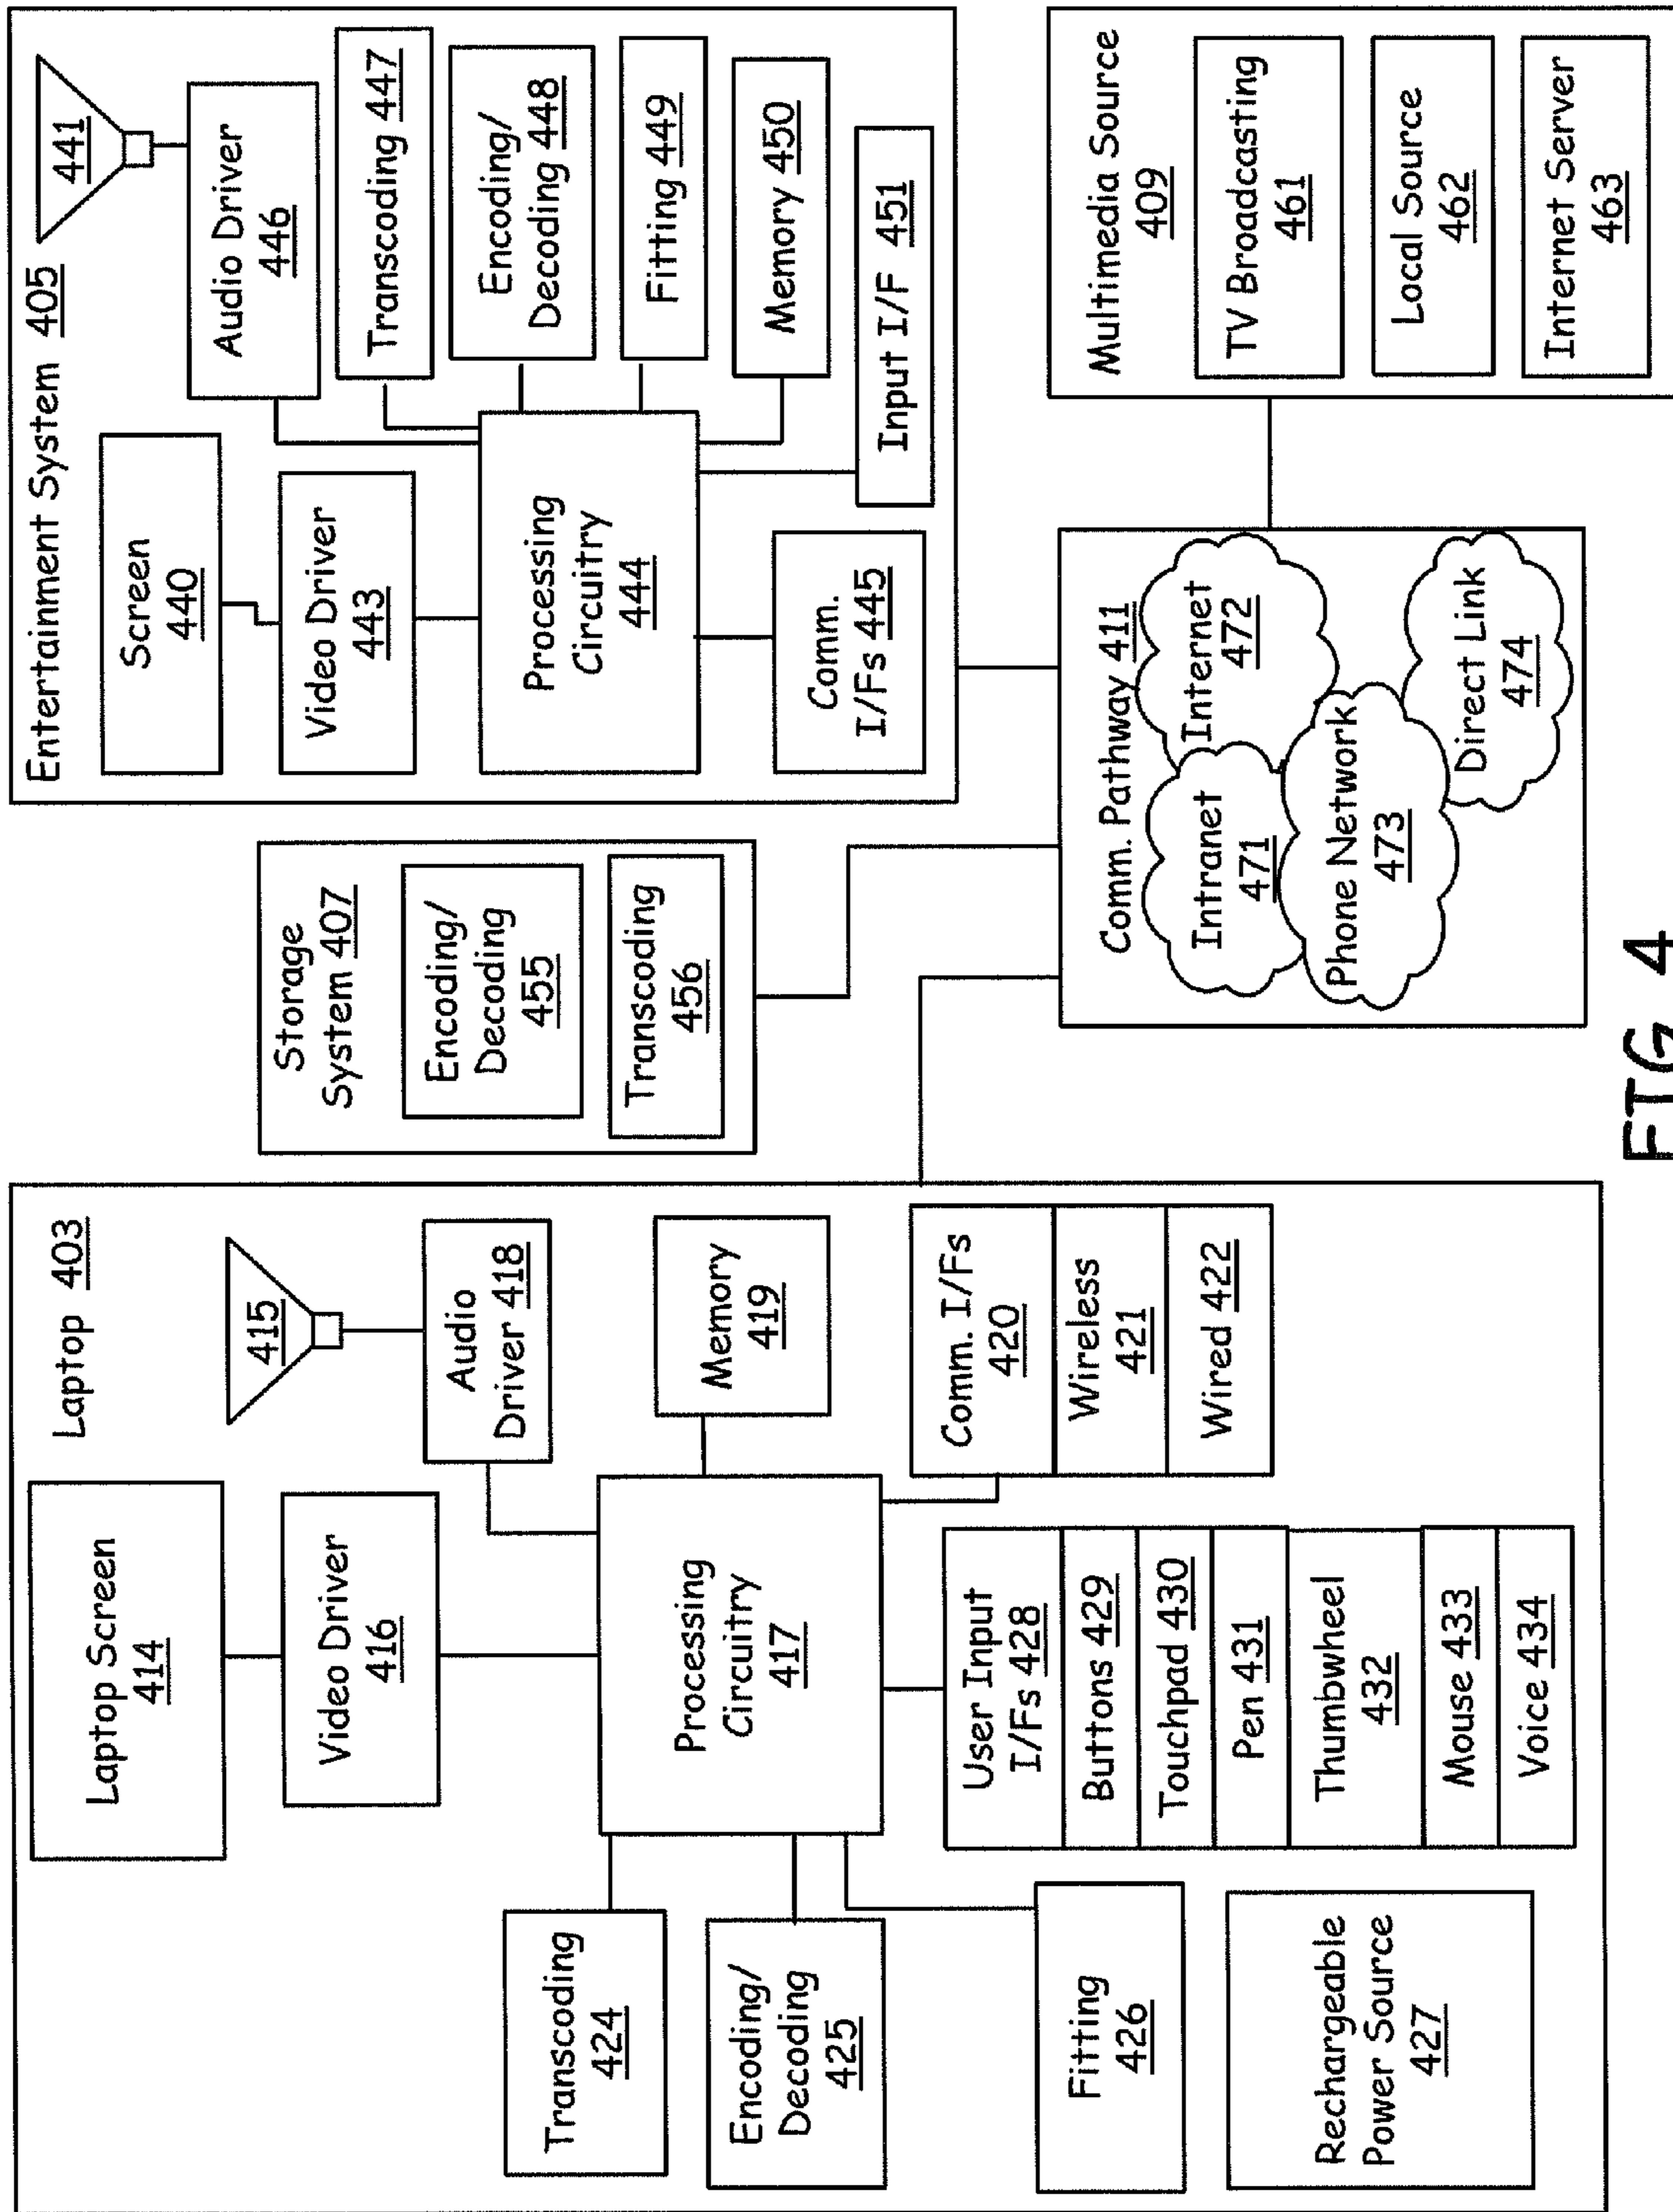 Laptop 403
Laptop Screen
414
415
Video Driver
416
Audio
Driver 418
Transcoding
424
Processing
Circuitry
417
Memory
419
Encoding/
Decoding
425
Fitting
426
Rechargeable
Power Source
427
User Input
I/Fs 428
Buttons 429
Touchpad 430
Pen 431
Thumbwheel
432
Mouse 433
Voice 434
Comm. I/Fs
420
Wireless
421
Wired 422
Storage
System 407
Encoding/
Decoding
455
Transcoding
456
Entertainment System 405
Screen
440
441
Video Driver
443
Audio Driver
446
Processing
Circuitry
444
Transcoding 447
Encoding/
Decoding 448
Fitting 449
Memory 450
Input I/F 451
Comm.
I/Fs 445
Comm. Pathway 411
Intranet
471
Internet
472
Phone Network
473
Direct Link
474
Multimedia Source
409
TV Broadcasting
461
Local Source
462
Internet Server
463
FIG. 4